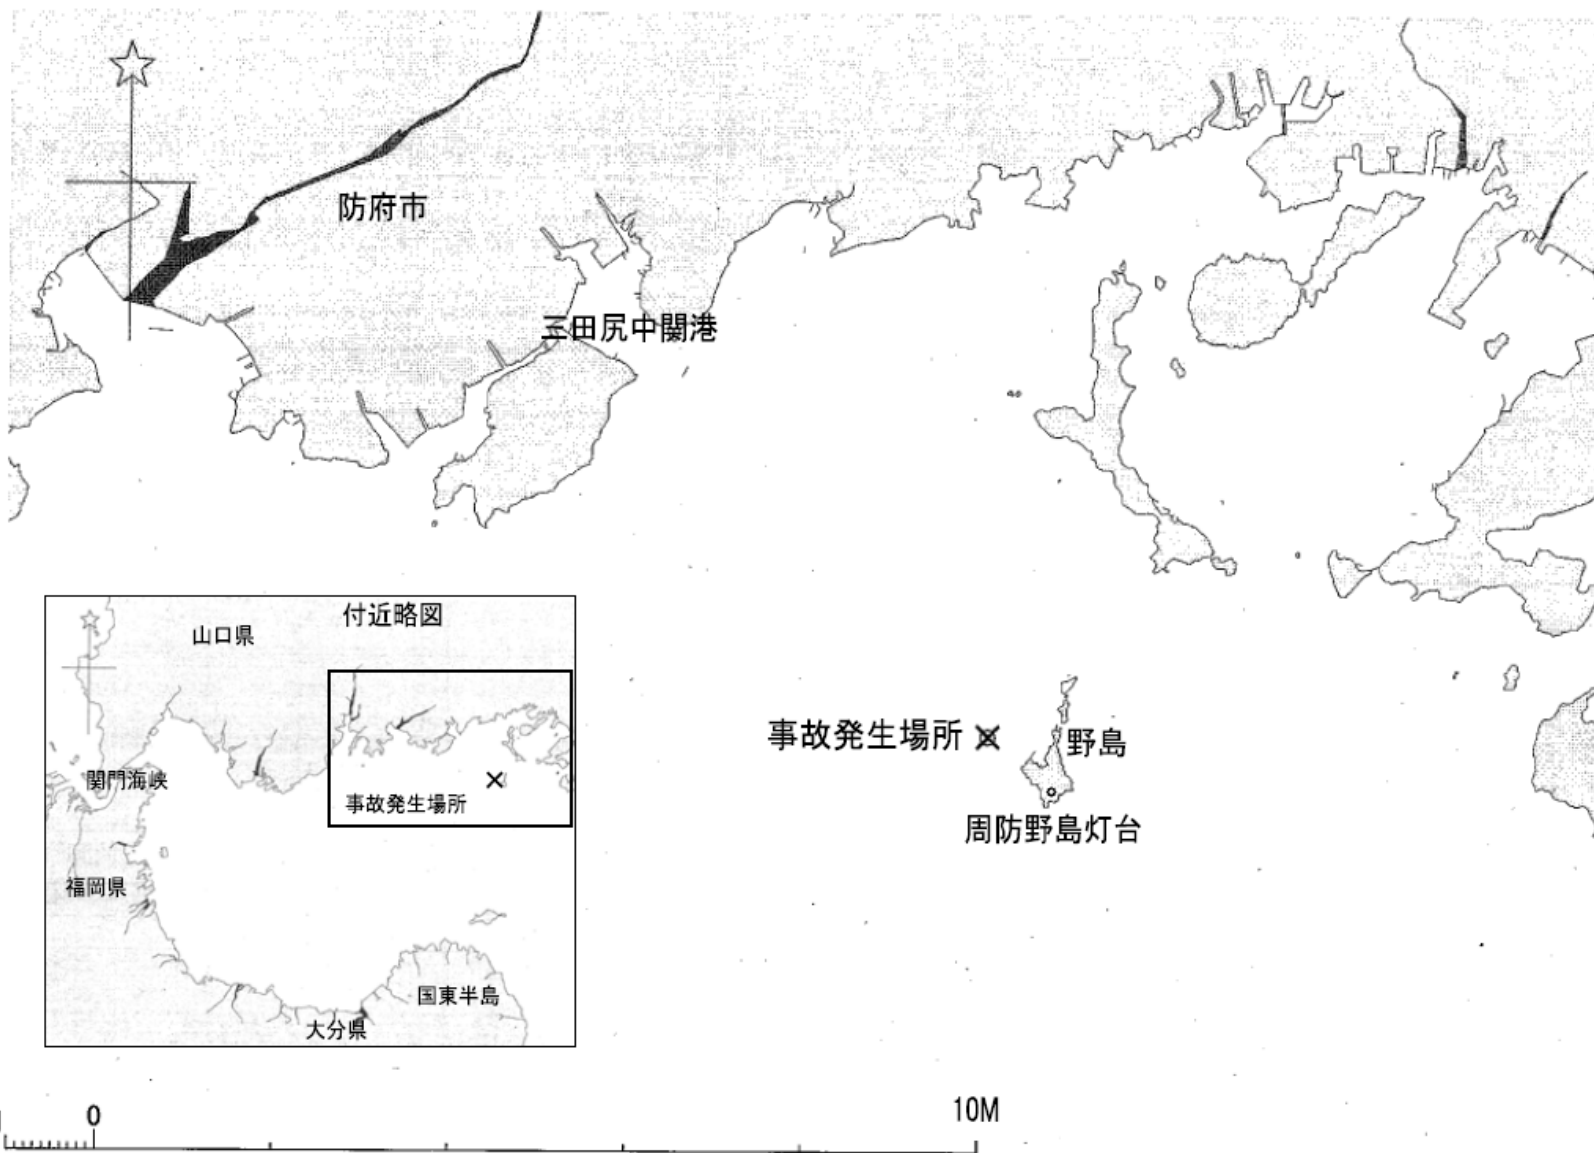 防府市
三田尻中関港
付近略図
山口県
関門海峡
事故発生場所
福岡県
国東半島
大分県
事故発生場所
野島
周防野島灯台
0
10M